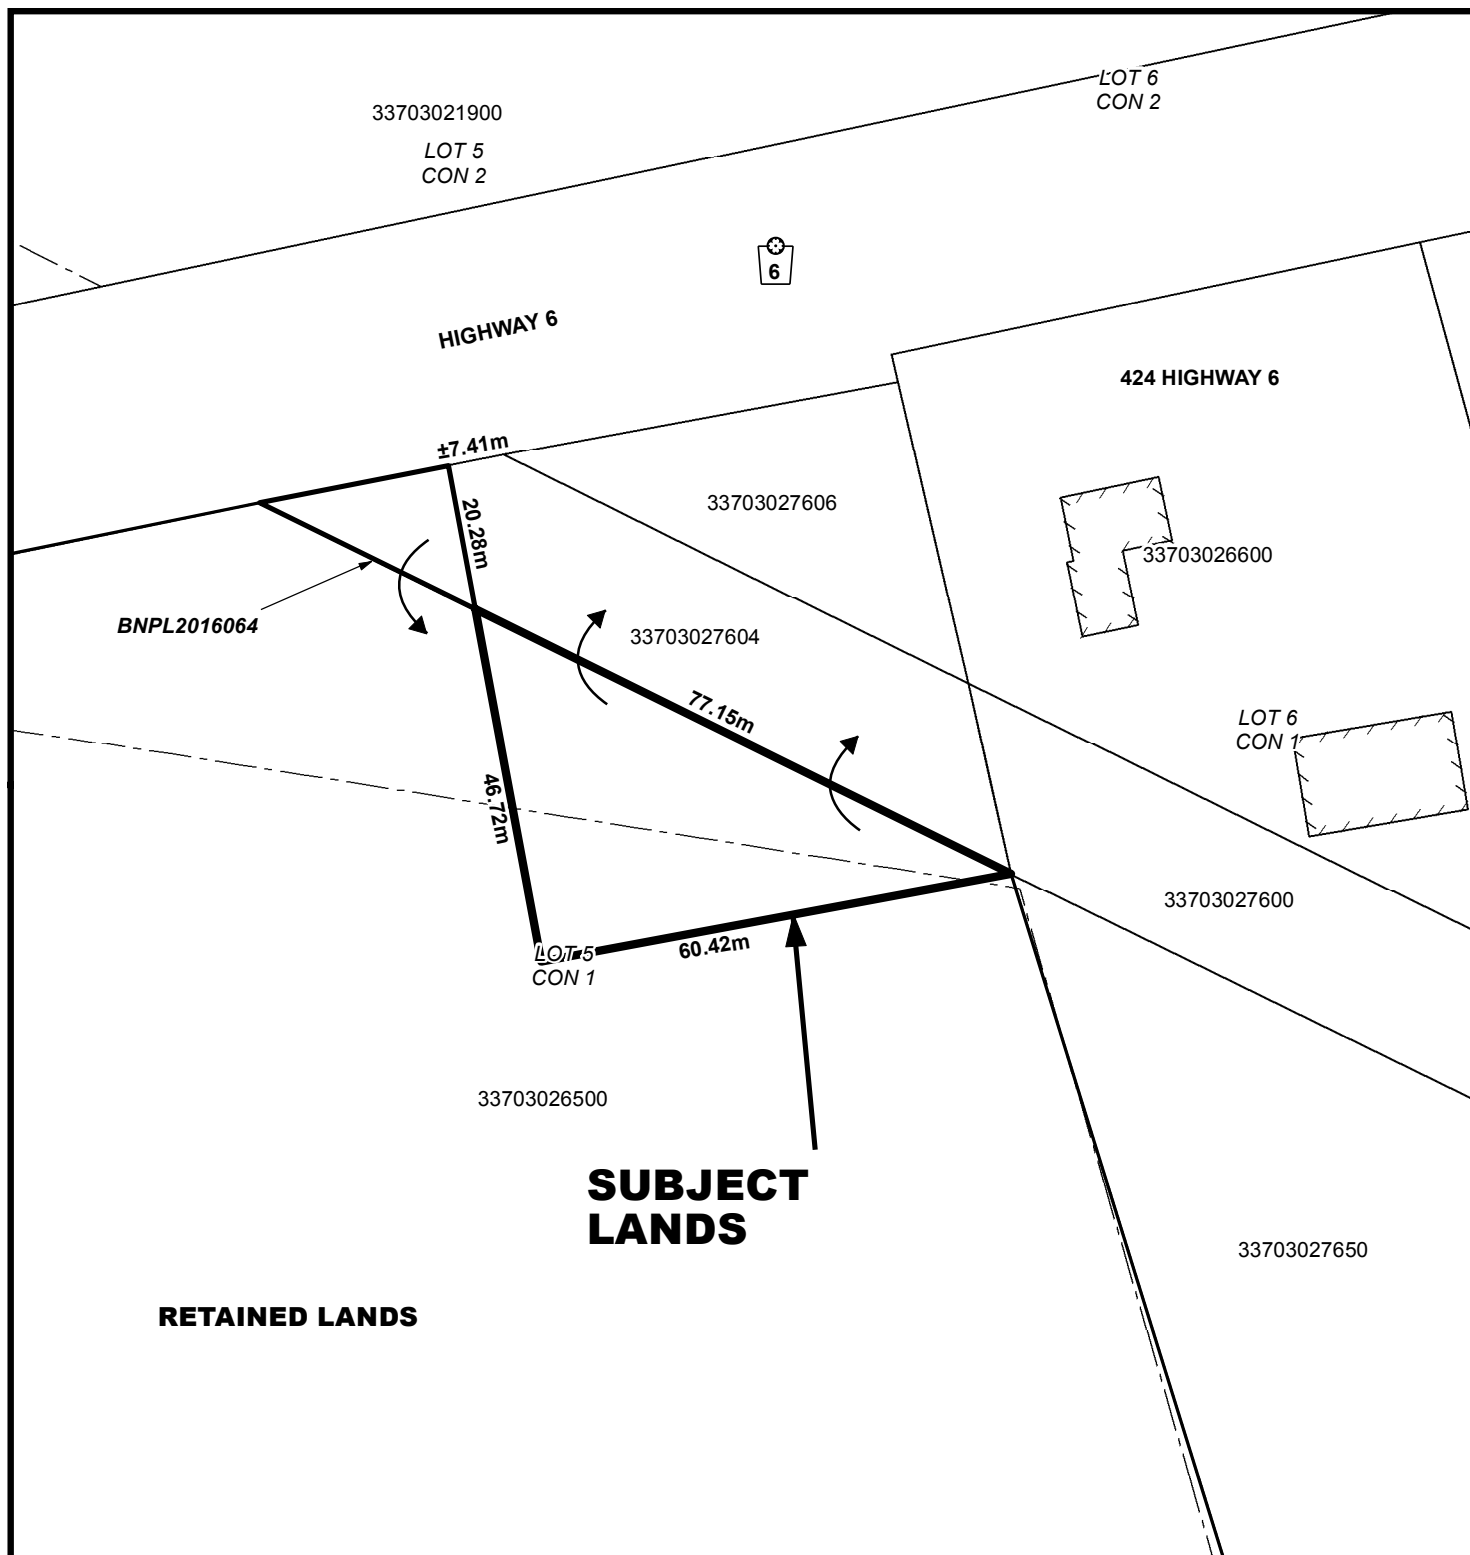 LOT 6
CON 2
33703021900
LOT 5
CON 2
6
HIGHWAY 6
424 HIGHWAY 6
±7.41m
20.28m
33703027606
33703026600
BNPL2016064
33703027604
77.15m
LOT 6
CON 1
46.72m
33703027600
60.42m
LOT 5
CON 1
33703026500
SUBJECT
LANDS
33703027650
RETAINED LANDS